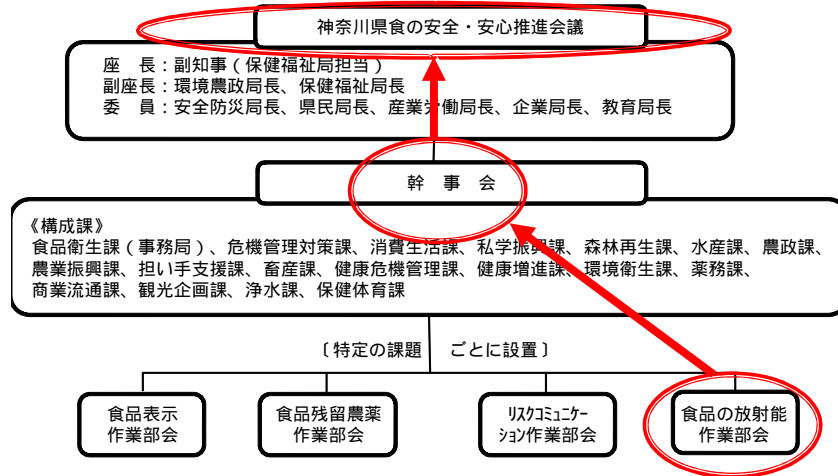 神奈川県食の安全・安心推進会議
座　長：副知事（保健福祉局担当）
副座長：環境農政局長、保健福祉局長
委　員：安全防災局長、県民局長、産業労働局長、企業局長、教育局長
幹　事　会
《構成課》
食品衛生課（事務局）、危機管理対策課、消費生活課、私学振興課、森林再生課、水産課、農政課、
農業振興課、担い手支援課、畜産課、健康危機管理課、健康増進課、環境衛生課、薬務課、
商業流通課、観光企画課、浄水課、保健体育課
〔特定の課題　ごとに設置〕
食品表示
作業部会
食品残留農薬
作業部会
ﾘｽｸｺﾐｭﾆｹｰ
ｼｮﾝ作業部会
食品の放射能
作業部会